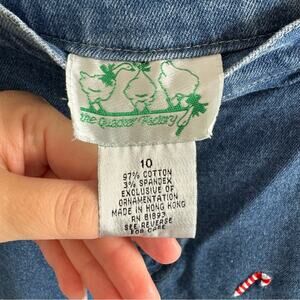 The Quacker Factory
10
97% COTTON
3% SPANDEX
EXCLUSIVE OF
ORNAMENTATION
MADE IN HONG KONG
RN 81893
SEE REVERSE
FOR CARE